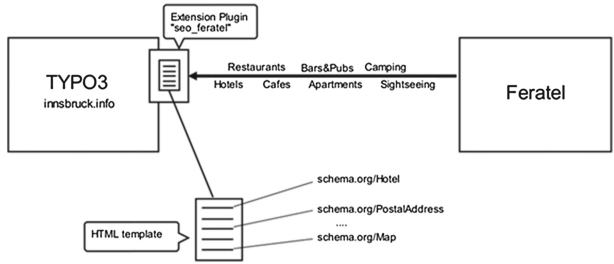 Extension Plugin
"seo_feratel"
TYPO3
innsbruck.info
Restaurants Bars&Pubs Camping
Hotels Cafes Apartments Sightseeing
Feratel
schema.org/Hotel
schema.org/PostalAddress
....
schema.org/Map
HTML template